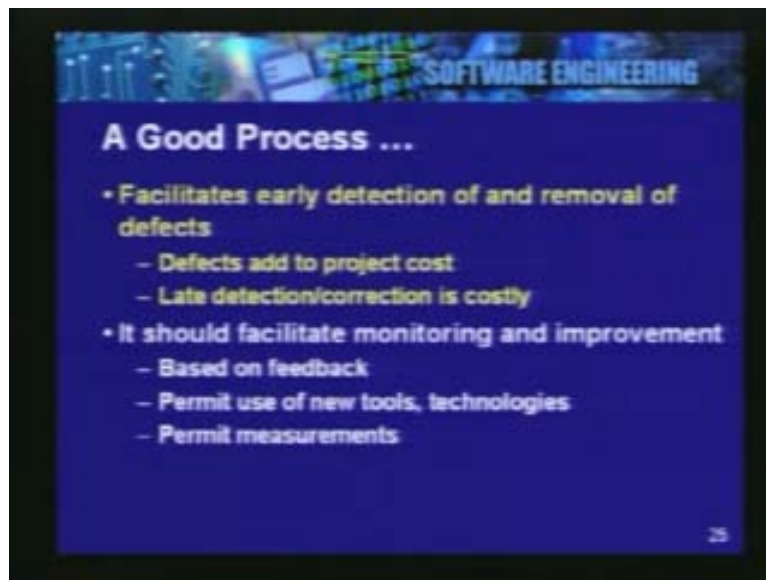 SOFTWARE ENGINEERING
A Good Process ...
• Facilitates early detection of and removal of
defects
– Defects add to project cost
– Late detection/correction is costly
• It should facilitate monitoring and improvement
– Based on feedback
– Permit use of new tools, technologies
– Permit measurements
25